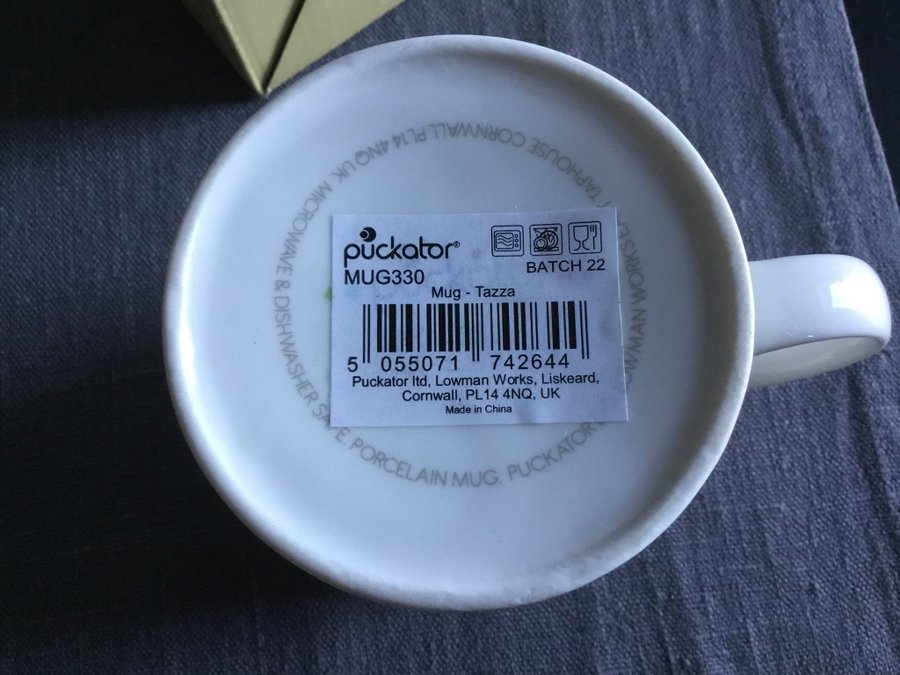 puckator®
MUG330
BATCH 22
Mug - Tazza
5 055071 742644
Puckator ltd, Lowman Works, Liskeard,
Cornwall, PL14 4NQ, UK
Made in China
TAPHOUSE CORNWALL PL14 4NQ UK. MICROWAVE & DISHWASHER SAFE. PORCELAIN MUG. PUCKATOR
OWMAN WORKS